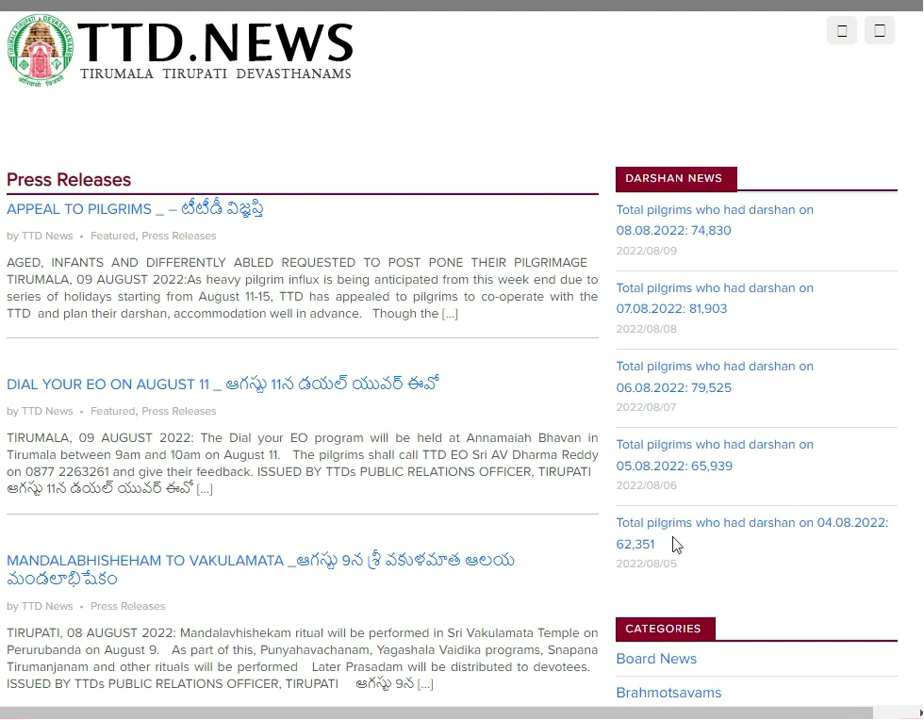 TTD.NEWS
TIRUMALA TIRUPATI DEVASTHANAMS
Press Releases
APPEAL TO PILGRIMS _ – టీటీడీ విజ్ఞప్తి
by TTD News • Featured, Press Releases
AGED, INFANTS AND DIFFERENTLY ABLED REQUESTED TO POST PONE THEIR PILGRIMAGE
TIRUMALA, 09 AUGUST 2022:As heavy pilgrim influx is being anticipated from this week end due to
series of holidays starting from August 11-15, TTD has appealed to pilgrims to co-operate with the
TTD and plan their darshan, accommodation well in advance. Though the [...]
DIAL YOUR EO ON AUGUST 11 _ ఆగస్టు 11న డయల్ యువర్ ఈవో
by TTD News • Featured, Press Releases
TIRUMALA, 09 AUGUST 2022: The Dial your EO program will be held at Annamaiah Bhavan in
Tirumala between 9am and 10am on August 11. The pilgrims shall call TTD EO Sri AV Dharma Reddy
on 0877 2263261 and give their feedback. ISSUED BY TTDs PUBLIC RELATIONS OFFICER, TIRUPATI
ఆగస్టు 11న డయల్ యువర్ ఈవో [...]
MANDALABHISHEHAM TO VAKULAMATA _ఆగస్టు 9న శ్రీ వకుళమాత ఆలయ
మండలాభిషేకం
by TTD News • Press Releases
TIRUPATI, 08 AUGUST 2022: Mandalavhishekam ritual will be performed in Sri Vakulamata Temple on
Perurubanda on August 9. As part of this, Punyahavachanam, Yagashala Vaidika programs, Snapana
Tirumanjanam and other rituals will be performed Later Prasadam will be distributed to devotees.
ISSUED BY TTDs PUBLIC RELATIONS OFFICER, TIRUPATI ఆగస్టు 9న [...]
DARSHAN NEWS
Total pilgrims who had darshan on
08.08.2022: 74,830
2022/08/09
Total pilgrims who had darshan on
07.08.2022: 81,903
2022/08/08
Total pilgrims who had darshan on
06.08.2022: 79,525
2022/08/07
Total pilgrims who had darshan on
05.08.2022: 65,939
2022/08/06
Total pilgrims who had darshan on 04.08.2022:
62,351
2022/08/05
CATEGORIES
Board News
Brahmotsavams